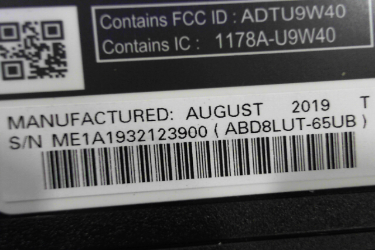 Contains FCC ID : ADTU9W40
Contains IC : 1178A-U9W40
MANUFACTURED: AUGUST 2019 T
S/N ME1A1932123900 ( ABD8LUT-65UB )